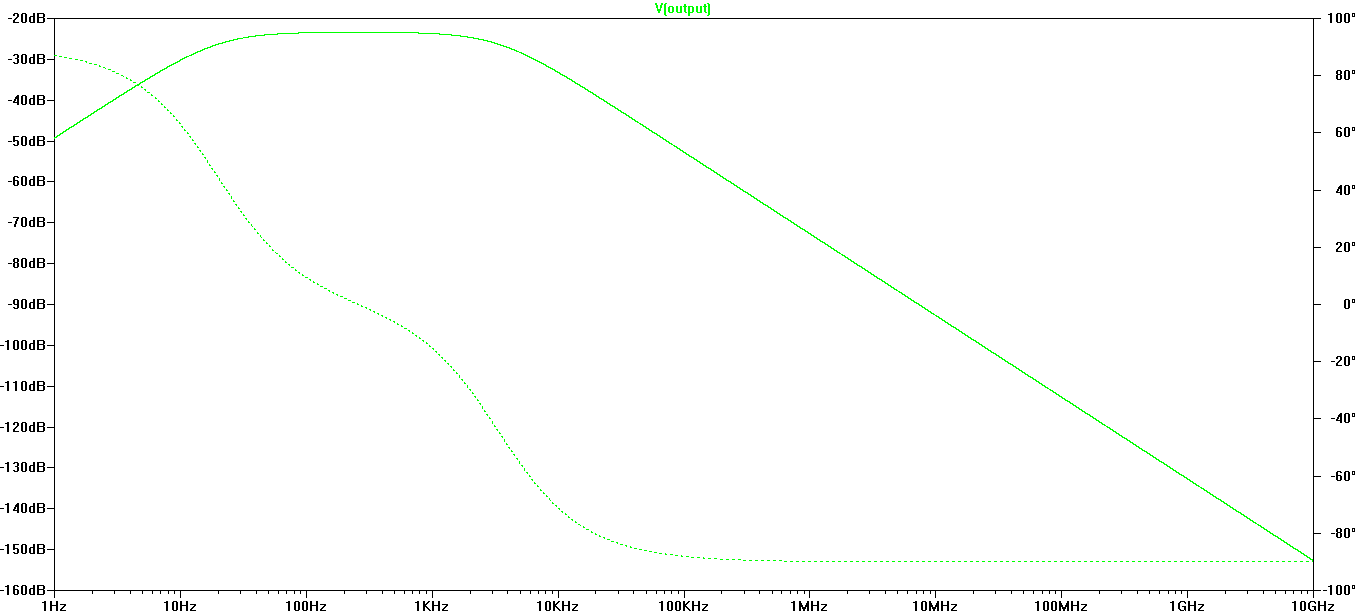 V(output)
-20dB
-30dB
-40dB
-50dB
-60dB
-70dB
-80dB
-90dB
-100dB
-110dB
-120dB
-130dB
-140dB
-150dB
-160dB
100°
80°
60°
40°
20°
0°
-20°
-40°
-60°
-80°
-100°
1Hz 10Hz 100Hz 1KHz 10KHz 100KHz 1MHz 10MHz 100MHz 1GHz 10GHz